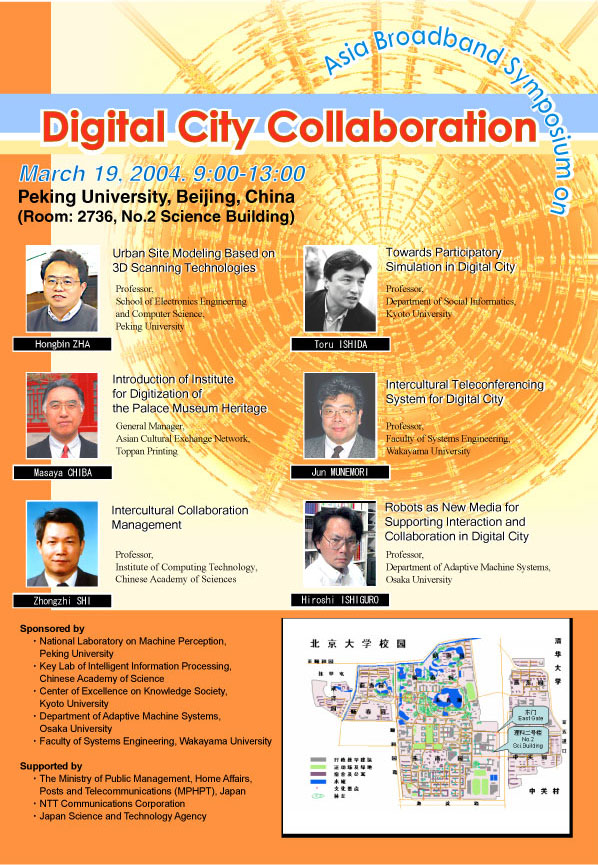 Asia Broadband Symposium on
Digital City Collaboration
March 19. 2004. 9:00-13:00
Peking University, Beijing, China
(Room: 2736, No.2 Science Building)
Urban Site Modeling Based on
3D Scanning Technologies
Professor,
School of Electronics Engineering
and Computer Science,
Peking University
Hongbin ZHA
Towards Participatory
Simulation in Digital City
Professor,
Department of Social Informatics,
Kyoto University
Toru ISHIDA
Introduction of Institute
for Digitization of
the Palace Museum Heritage
General Manager,
Asian Cultural Exchange Network,
Toppan Printing
Masaya CHIBA
Intercultural Teleconferencing
System for Digital City
Professor,
Faculty of Systems Engineering,
Wakayama University
Jun MUNEMORI
Intercultural Collaboration
Management
Professor,
Institute of Computing Technology,
Chinese Academy of Sciences
Zhongzhi SHI
Robots as New Media for
Supporting Interaction and
Collaboration in Digital City
Professor,
Department of Adaptive Machine Systems,
Osaka University
Hiroshi ISHIGURO
Sponsored by
・National Laboratory on Machine Perception,
Peking University
・Key Lab of Intelligent Information Processing,
Chinese Academy of Science
・Center of Excellence on Knowledge Society,
Kyoto University
・Department of Adaptive Machine Systems,
Osaka University
・Faculty of Systems Engineering, Wakayama University
Supported by
・The Ministry of Public Management, Home Affairs,
Posts and Telecommunications (MPHPT), Japan
・NTT Communications Corporation
・Japan Science and Technology Agency
北京大学校园
清华大学
东门
East Gate
理科二号楼
No.2
Sci.Building
中关村